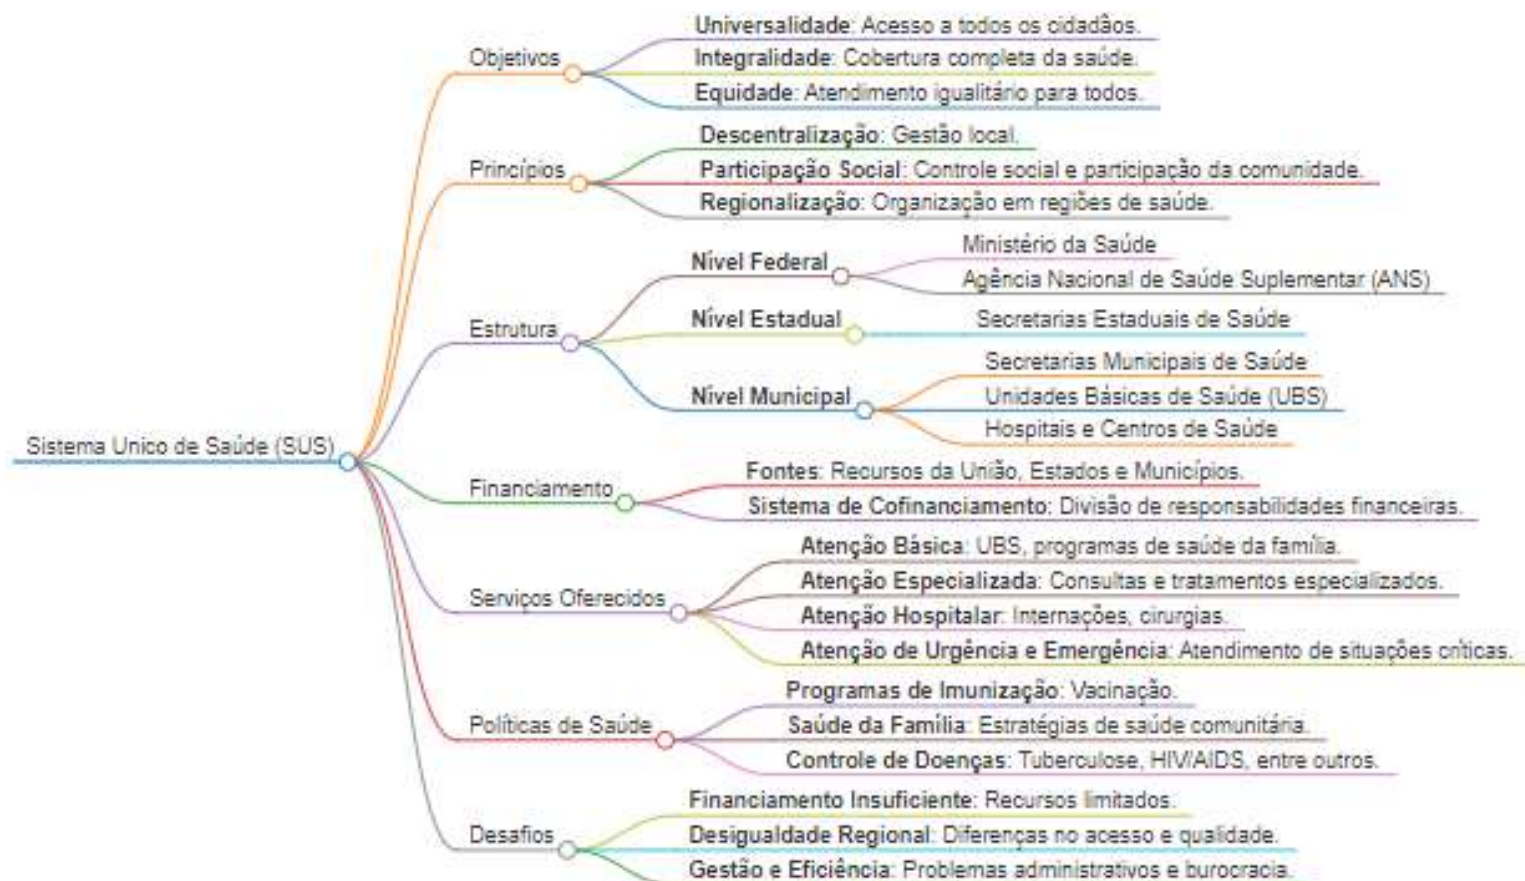 Sistema Unico de Saúde (SUS)
Objetivos
Universalidade: Acesso a todos os cidadãos.
Integralidade: Cobertura completa da saúde.
Equidade: Atendimento igualitário para todos.
Princípios
Descentralização: Gestão local.
Participação Social: Controle social e participação da comunidade.
Regionalização: Organização em regiões de saúde.
Estrutura
Nível Federal
Ministério da Saúde
Agência Nacional de Saúde Suplementar (ANS)
Nível Estadual
Secretarias Estaduais de Saúde
Nível Municipal
Secretarias Municipais de Saúde
Unidades Básicas de Saúde (UBS)
Hospitais e Centros de Saúde
Financiamento
Fontes: Recursos da União, Estados e Municípios.
Sistema de Cofinanciamento: Divisão de responsabilidades financeiras.
Serviços Oferecidos
Atenção Básica: UBS, programas de saúde da família.
Atenção Especializada: Consultas e tratamentos especializados.
Atenção Hospitalar: Internações, cirurgias.
Atenção de Urgência e Emergência: Atendimento de situações críticas.
Políticas de Saúde
Programas de Imunização: Vacinação.
Saúde da Família: Estratégias de saúde comunitária.
Controle de Doenças: Tuberculose, HIV/AIDS, entre outros.
Desafios
Financiamento Insuficiente: Recursos limitados.
Desigualdade Regional: Diferenças no acesso e qualidade.
Gestão e Eficiência: Problemas administrativos e burocracia.